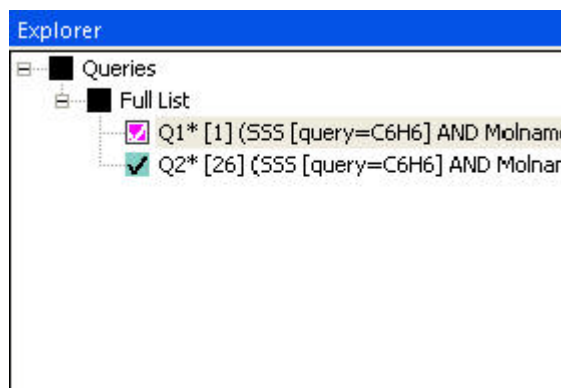 Explorer
Queries
Full List
Q1* [1] (SSS [query=C6H6] AND Molname
Q2* [26] (SSS [query=C6H6] AND Molnar